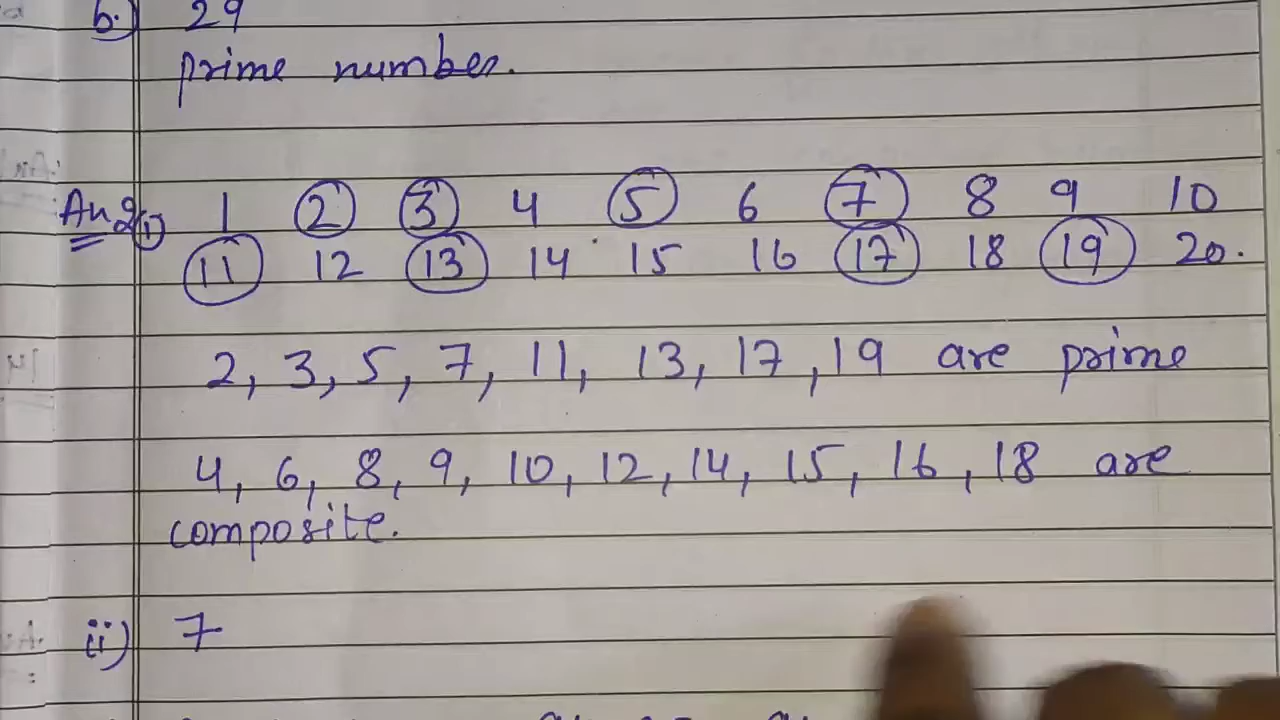 b.) 29
prime number.
Ans 2(i) 1 2 3 4 5 6 7 8 9 10
11 12 13 14 15 16 17 18 19 20.
2, 3, 5, 7, 11, 13, 17, 19 are prime
4, 6, 8, 9, 10, 12, 14, 15, 16, 18 are
composite.
ii) 7